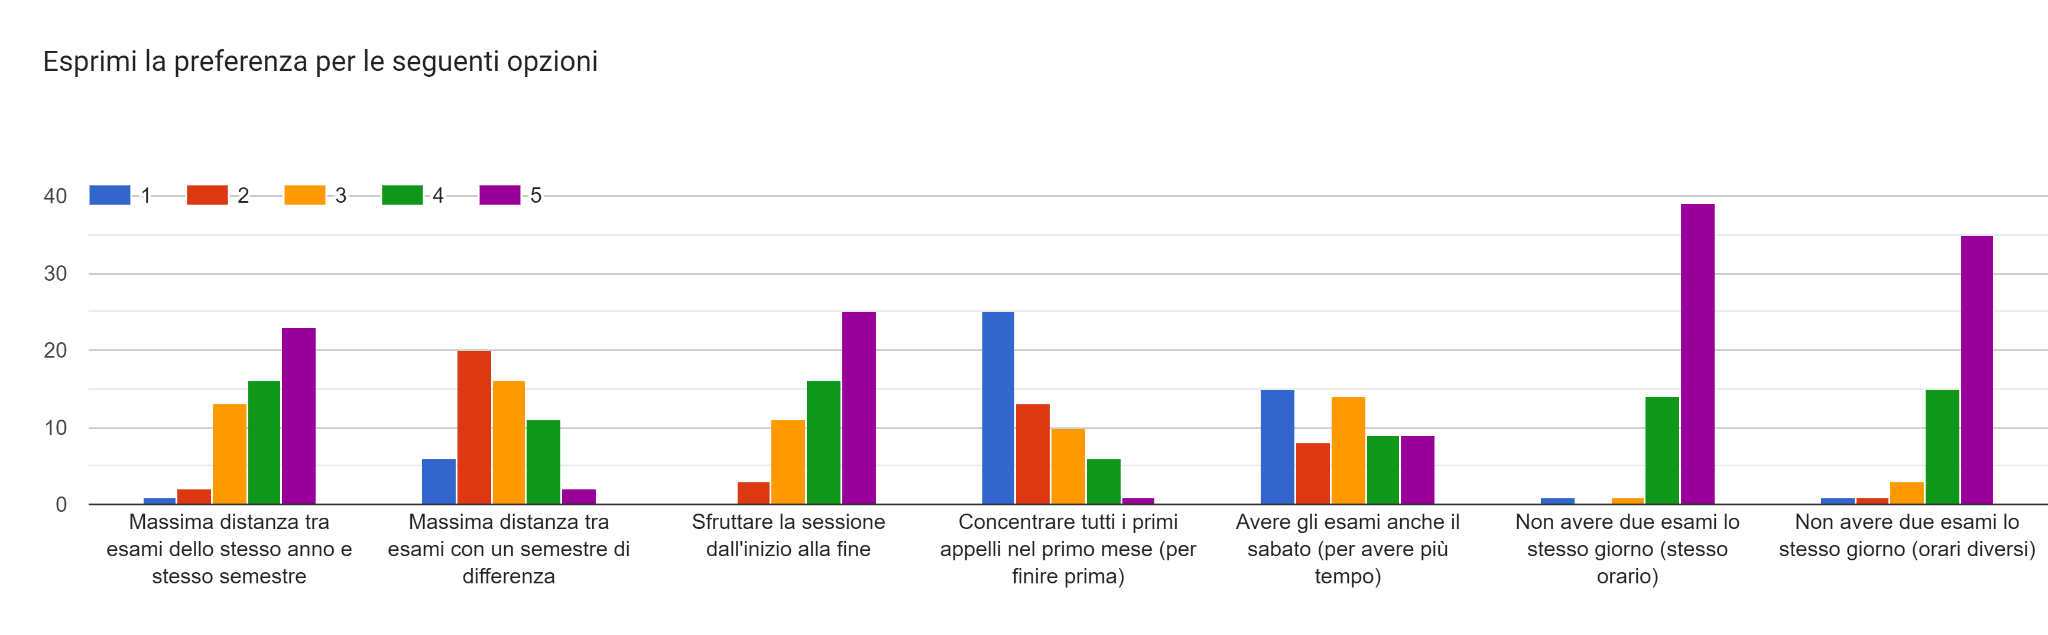 Esprimi la preferenza per le seguenti opzioni
40
1
2
3
4
5
30
20
10
0
Massima distanza tra
esami dello stesso anno e
stesso semestre
Massima distanza tra
esami con un semestre di
differenza
Sfruttare la sessione
dall'inizio alla fine
Concentrare tutti i primi
appelli nel primo mese (per
finire prima)
Avere gli esami anche il
sabato (per avere più
tempo)
Non avere due esami lo
stesso giorno (stesso
orario)
Non avere due esami lo
stesso giorno (orari diversi)